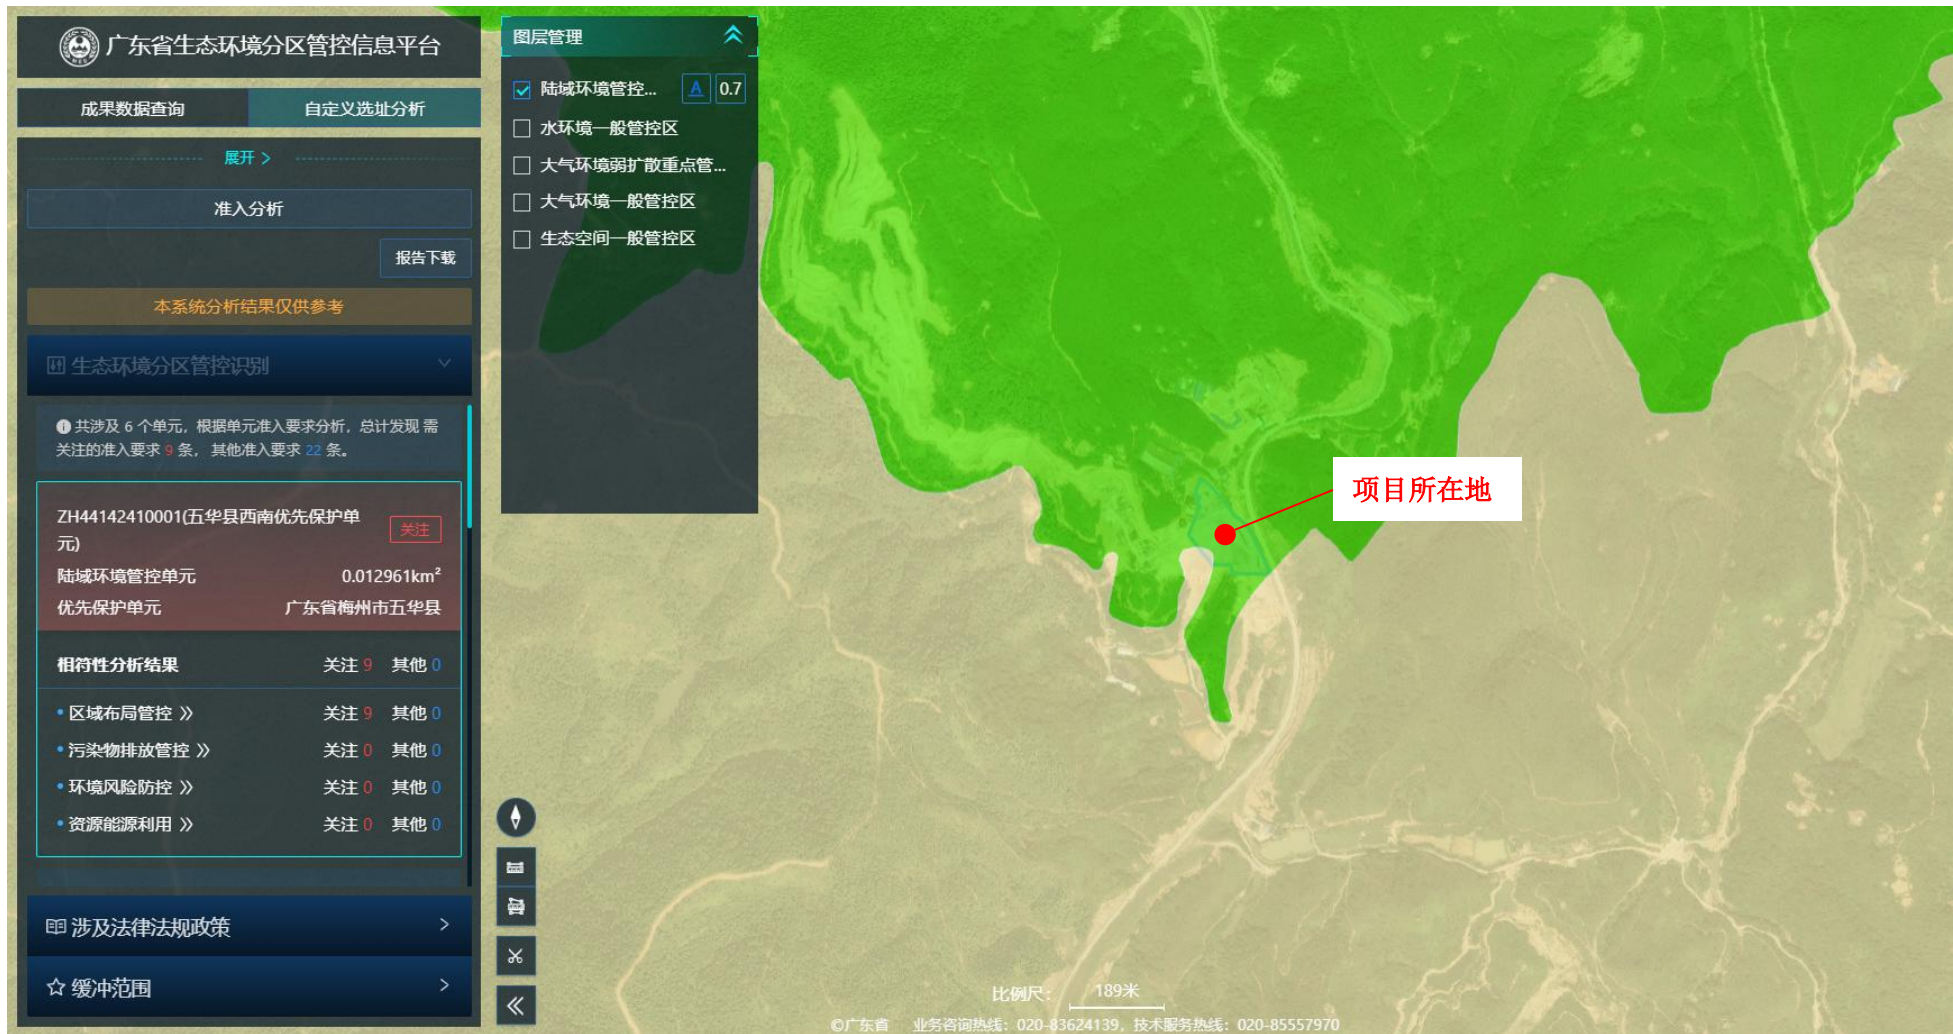 广东省生态环境分区管控信息平台
成果数据查询
自定义选址分析
展开 >
准入分析
报告下载
本系统分析结果仅供参考
生态环境分区管控识别
共涉及 6 个单元，根据单元准入要求分析，总计发现 需
关注的准入要求 9 条， 其他准入要求 22 条。
ZH44142410001(五华县西南优先保护单
元)
关注
陆域环境管控单元 0.012961km²
优先保护单元 广东省梅州市五华县
相符性分析结果 关注 9 其他 0
区域布局管控 关注 9 其他 0
污染物排放管控 关注 0 其他 0
环境风险防控 关注 0 其他 0
资源能源利用 关注 0 其他 0
涉及法律法规政策
缓冲范围
图层管理
陆域环境管控... A 0.7
水环境一般管控区
大气环境弱扩散重点管...
大气环境一般管控区
生态空间一般管控区
项目所在地
比例尺： 189米
©广东省 业务咨询热线：020-83624139，技术服务热线：020-85557970